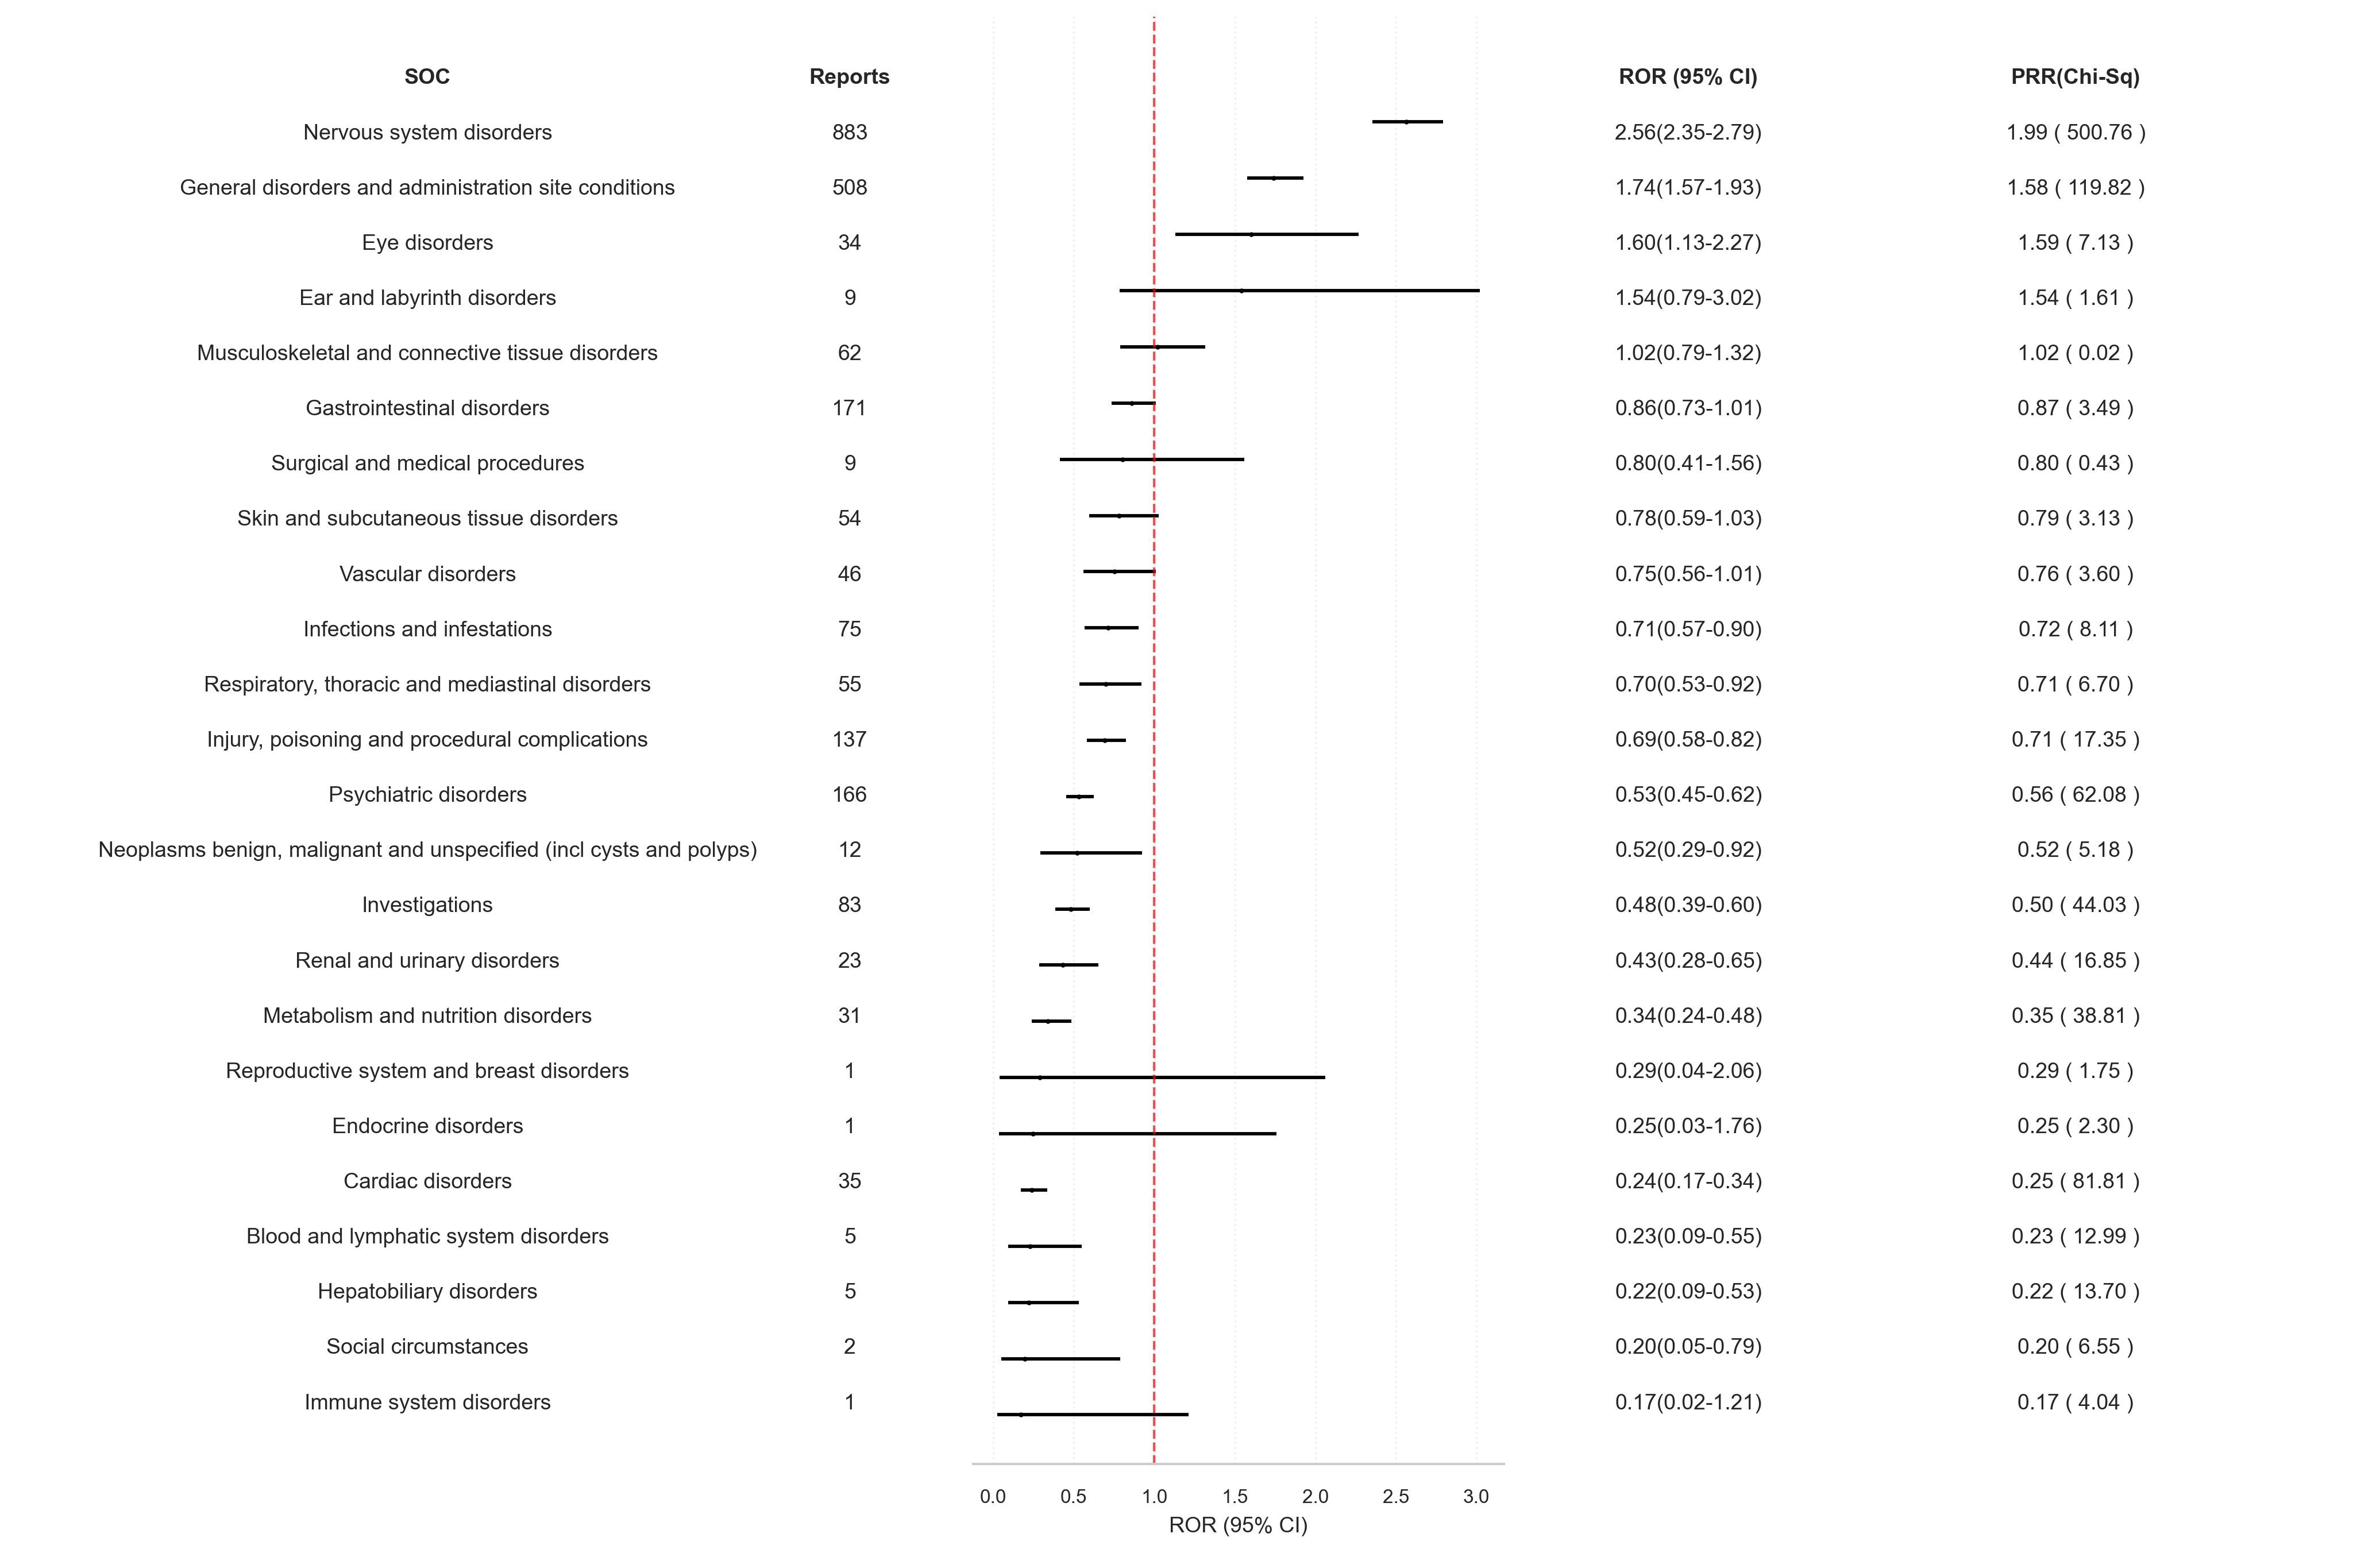 SOC Reports ROR (95% CI) PRR(Chi-Sq)
Nervous system disorders 883 2.56(2.35-2.79) 1.99 ( 500.76 )
General disorders and administration site conditions 508 1.74(1.57-1.93) 1.58 ( 119.82 )
Eye disorders 34 1.60(1.13-2.27) 1.59 ( 7.13 )
Ear and labyrinth disorders 9 1.54(0.79-3.02) 1.54 ( 1.61 )
Musculoskeletal and connective tissue disorders 62 1.02(0.79-1.32) 1.02 ( 0.02 )
Gastrointestinal disorders 171 0.86(0.73-1.01) 0.87 ( 3.49 )
Surgical and medical procedures 9 0.80(0.41-1.56) 0.80 ( 0.43 )
Skin and subcutaneous tissue disorders 54 0.78(0.59-1.03) 0.79 ( 3.13 )
Vascular disorders 46 0.75(0.56-1.01) 0.76 ( 3.60 )
Infections and infestations 75 0.71(0.57-0.90) 0.72 ( 8.11 )
Respiratory, thoracic and mediastinal disorders 55 0.70(0.53-0.92) 0.71 ( 6.70 )
Injury, poisoning and procedural complications 137 0.69(0.58-0.82) 0.71 ( 17.35 )
Psychiatric disorders 166 0.53(0.45-0.62) 0.56 ( 62.08 )
Neoplasms benign, malignant and unspecified (incl cysts and polyps) 12 0.52(0.29-0.92) 0.52 ( 5.18 )
Investigations 83 0.48(0.39-0.60) 0.50 ( 44.03 )
Renal and urinary disorders 23 0.43(0.28-0.65) 0.44 ( 16.85 )
Metabolism and nutrition disorders 31 0.34(0.24-0.48) 0.35 ( 38.81 )
Reproductive system and breast disorders 1 0.29(0.04-2.06) 0.29 ( 1.75 )
Endocrine disorders 1 0.25(0.03-1.76) 0.25 ( 2.30 )
Cardiac disorders 35 0.24(0.17-0.34) 0.25 ( 81.81 )
Blood and lymphatic system disorders 5 0.23(0.09-0.55) 0.23 ( 12.99 )
Hepatobiliary disorders 5 0.22(0.09-0.53) 0.22 ( 13.70 )
Social circumstances 2 0.20(0.05-0.79) 0.20 ( 6.55 )
Immune system disorders 1 0.17(0.02-1.21) 0.17 ( 4.04 )
0.0 0.5 1.0 1.5 2.0 2.5 3.0
ROR (95% CI)